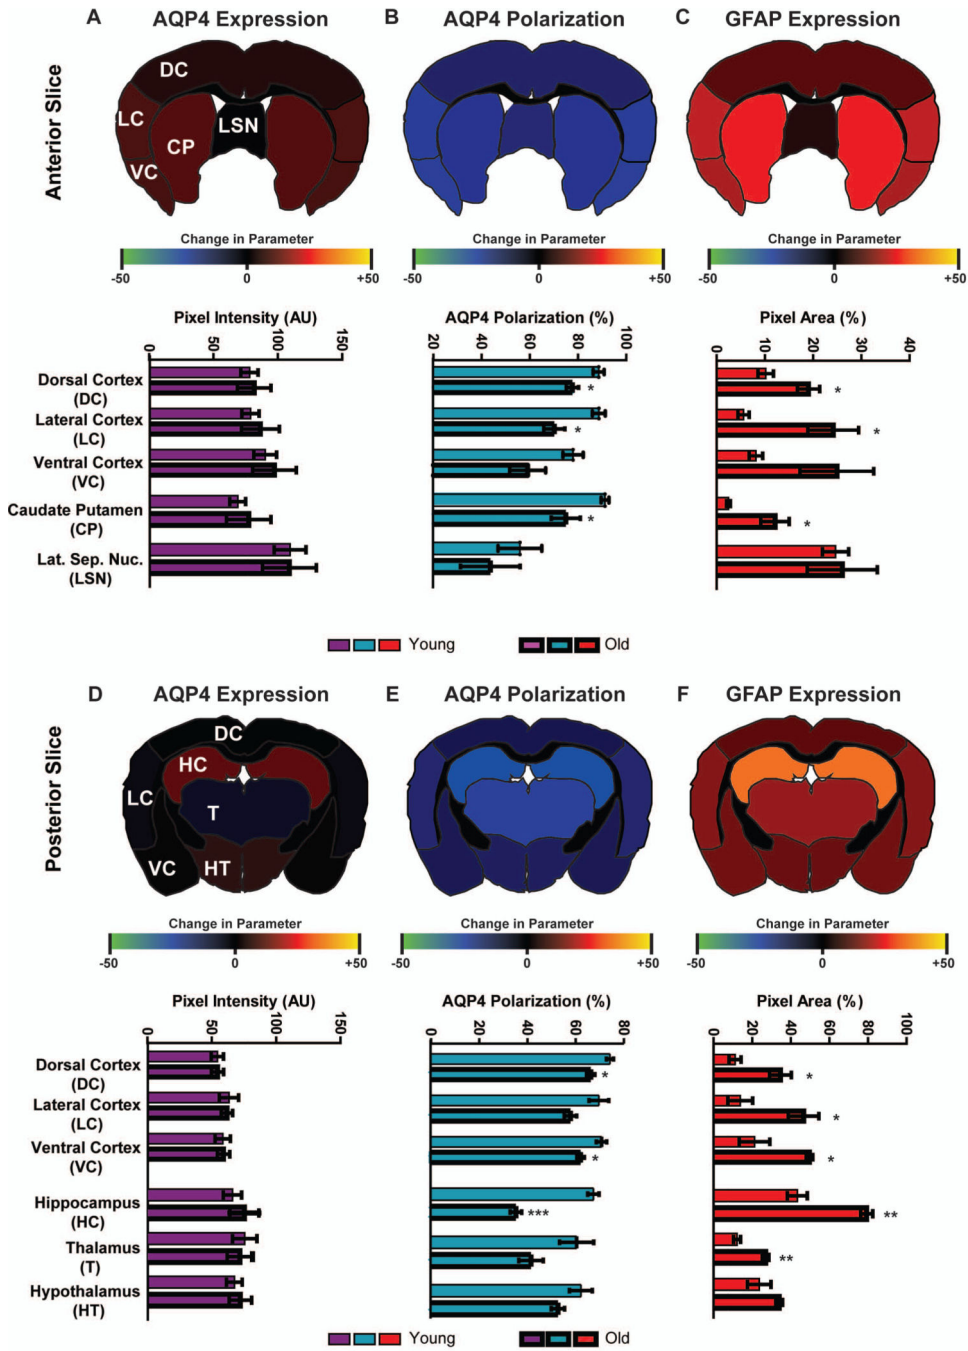 A AQP4 Expression B AQP4 Polarization C GFAP Expression
Anterior Slice
DC
LC
LSN
CP
VC
Change in Parameter Change in Parameter Change in Parameter
-50 0 +50 -50 0 +50 -50 0 +50
Pixel Intensity (AU) AQP4 Polarization (%) Pixel Area (%)
0 50 100 150 20 40 60 80 100 0 10 20 30 40
Dorsal Cortex
(DC) * *
Lateral Cortex
(LC) * *
Ventral Cortex
(VC)
Caudate Putamen
(CP) * *
Lat. Sep. Nuc.
(LSN)
Young Old
D AQP4 Expression E AQP4 Polarization F GFAP Expression
Posterior Slice
DC
HC
LC
T
VC
HT
Change in Parameter Change in Parameter Change in Parameter
-50 0 +50 -50 0 +50 -50 0 +50
Pixel Intensity (AU) AQP4 Polarization (%) Pixel Area (%)
0 50 100 150 0 20 40 60 80 0 20 40 60 80 100
Dorsal Cortex
(DC) * *
Lateral Cortex
(LC) *
Ventral Cortex
(VC) * *
Hippocampus
(HC) *** **
Thalamus
(T) **
Hypothalamus
(HT)
Young Old